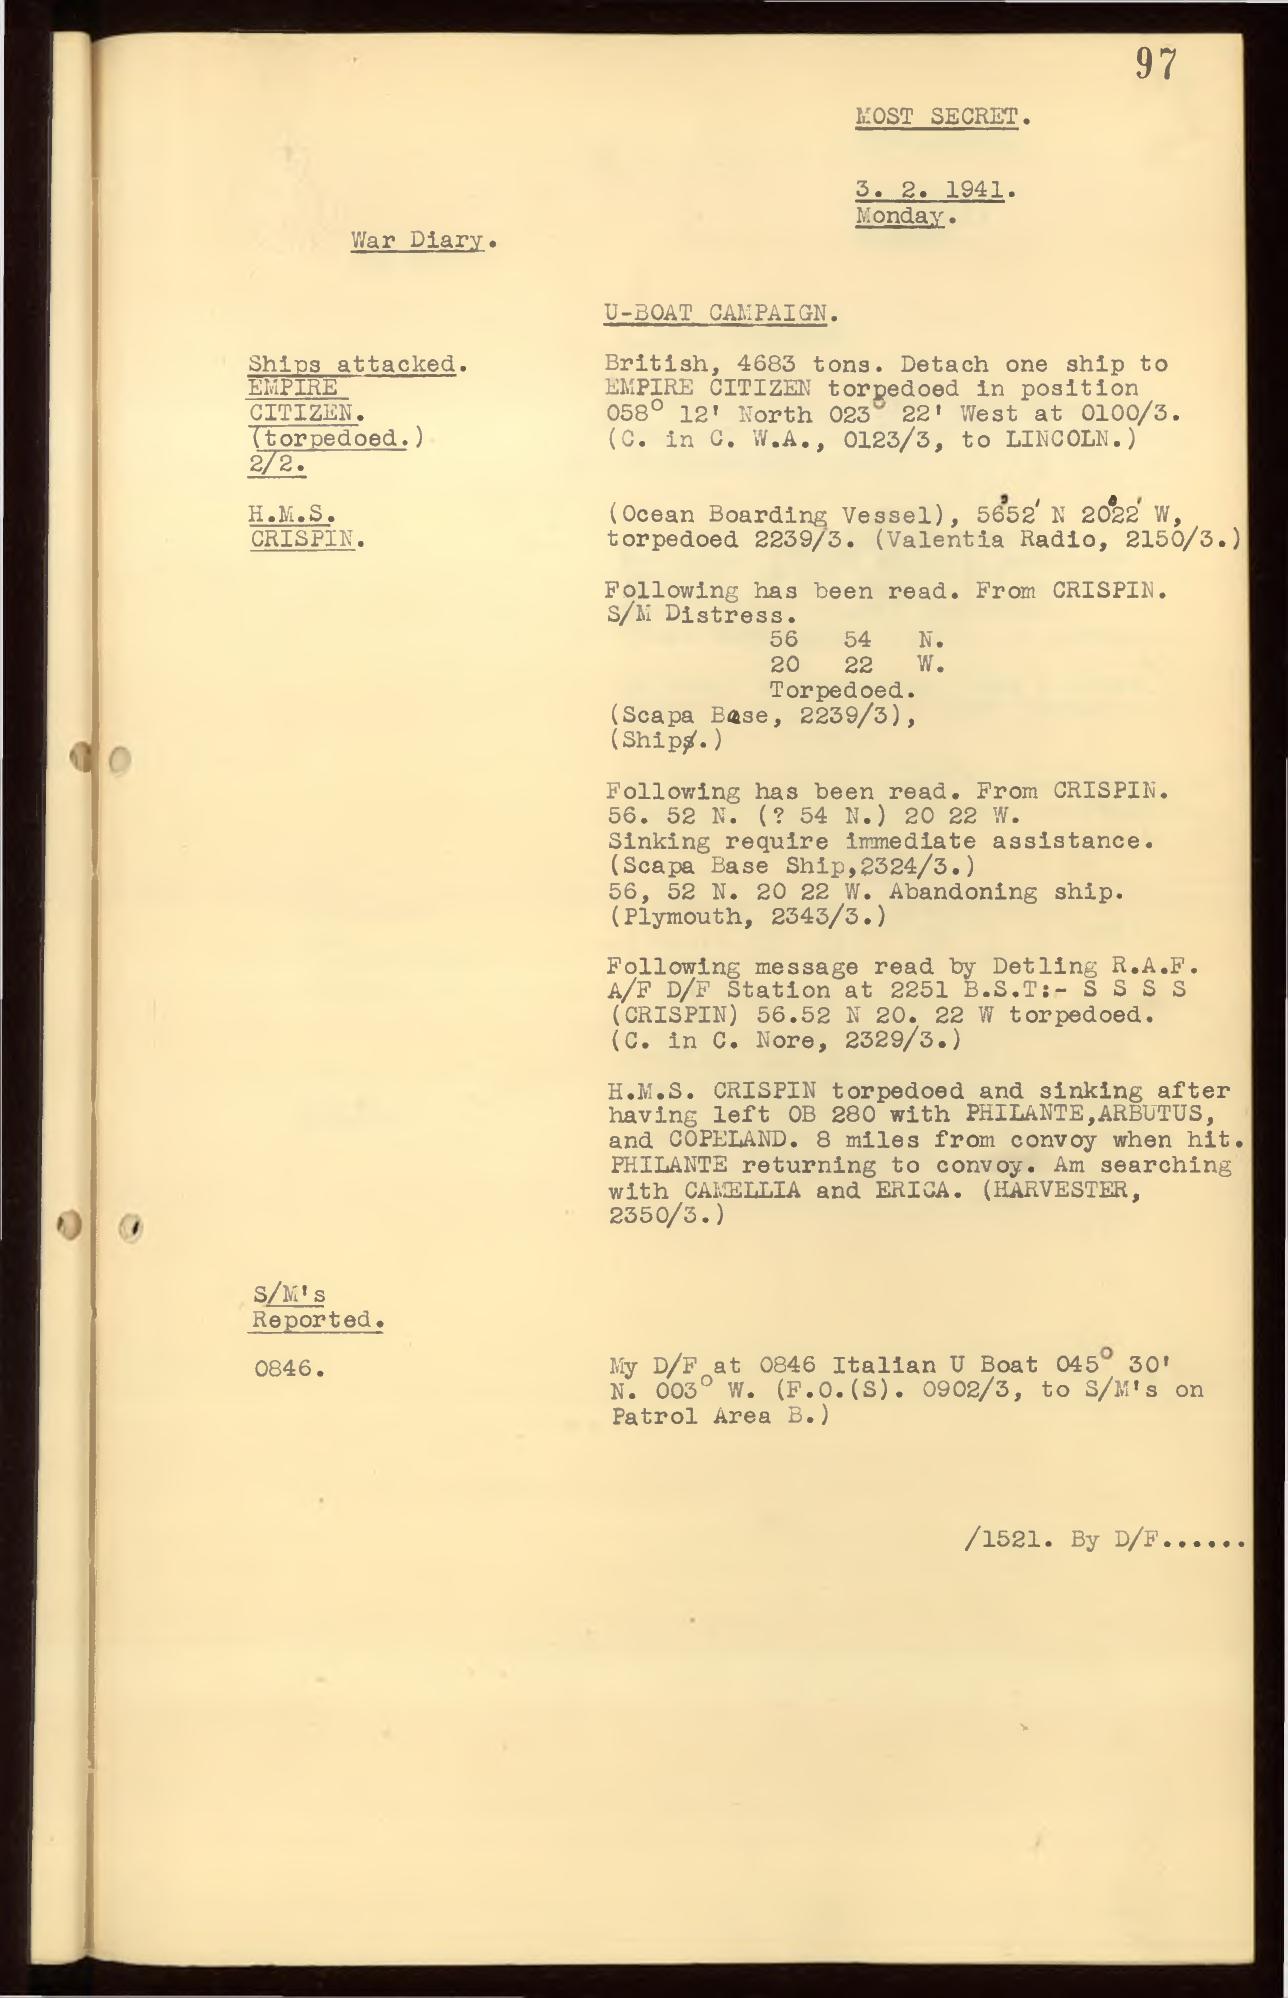 97
MOST SECRET.
3. 2. 1941.
Monday.
War Diary.
U-BOAT CAMPAIGN.
Ships attacked.
EMPIRE
CITIZEN.
(torpedoed.)
2/2.
British, 4683 tons. Detach one ship to
EMPIRE CITIZEN torpedoed in position
058° 12' North 023° 22' West at 0100/3.
(C. in C. W.A., 0123/3, to LINCOLN.)
H.M.S.
CRISPIN.
(Ocean Boarding Vessel), 56°52' N 20°22' W,
torpedoed 2239/3. (Valentia Radio, 2150/3.)
Following has been read. From CRISPIN.
S/M Distress.
56 54 N.
20 22 W.
Torpedoed.
(Scapa Base, 2239/3),
(Ship.)
Following has been read. From CRISPIN.
56. 52 N. (? 54 N.) 20 22 W.
Sinking require immediate assistance.
(Scapa Base Ship,2324/3.)
56, 52 N. 20 22 W. Abandoning ship.
(Plymouth, 2343/3.)
Following message read by Detling R.A.F.
A/F D/F Station at 2251 B.S.T:- S S S S
(CRISPIN) 56.52 N 20. 22 W torpedoed.
(C. in C. Nore, 2329/3.)
H.M.S. CRISPIN torpedoed and sinking after
having left OB 280 with PHILANTE,ARBUTUS,
and COPELAND. 8 miles from convoy when hit.
PHILANTE returning to convoy. Am searching
with CAMELLIA and ERICA. (HARVESTER,
2350/3.)
S/M's
Reported.
0846.
My D/F at 0846 Italian U Boat 045° 30'
N. 003° W. (F.O.(S). 0902/3, to S/M's on
Patrol Area B.)
/1521. By D/F......